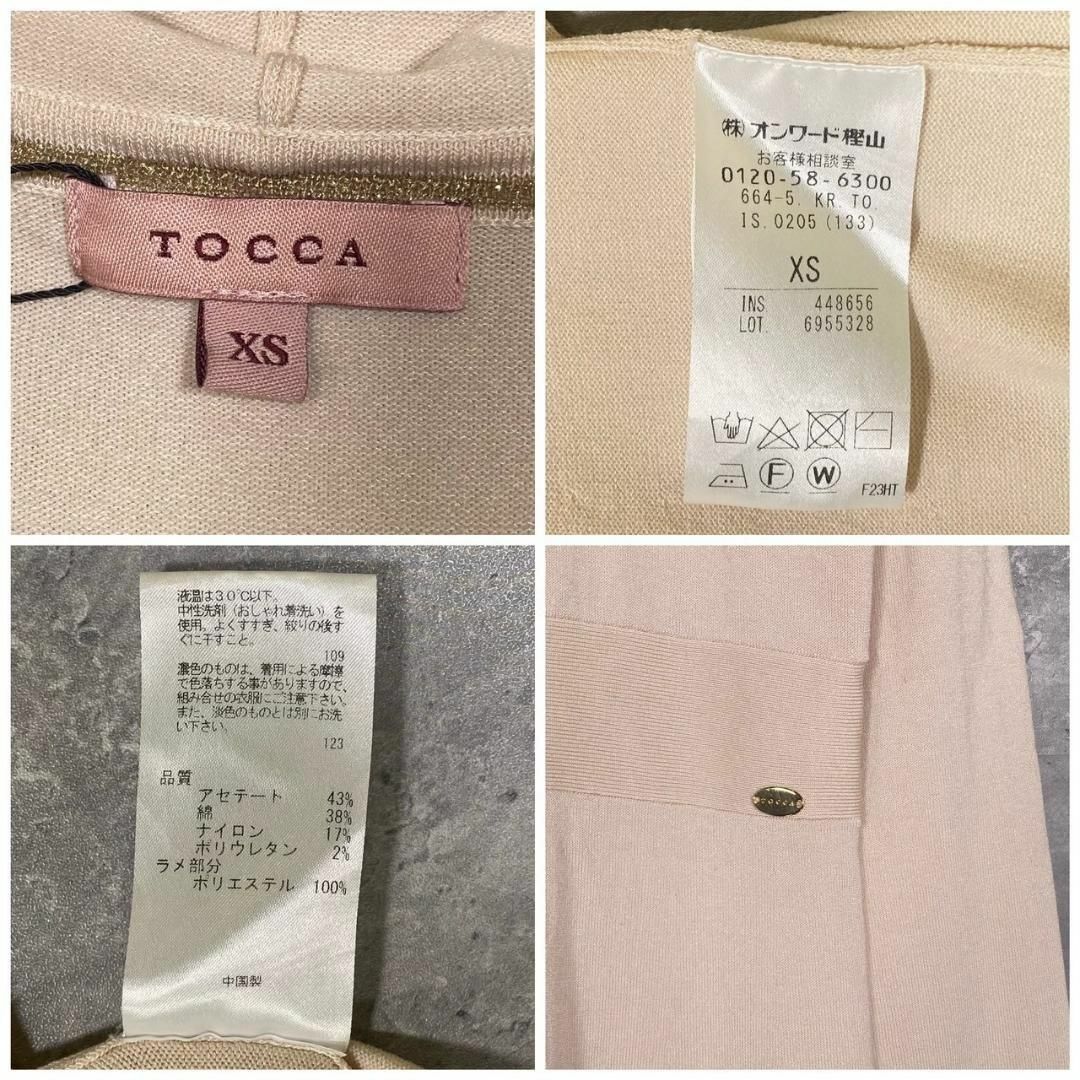 TOCCA
XS
㈱オンワード樫山
お客様相談室
0120-58-6300
664-5. KR. TO.
IS. 0205 (133)
XS
INS. 448656
LOT. 6955328
F
W
F23HT
液温は30℃以下。
中性洗剤(おしゃれ着洗い)を
使用。よくすすぎ、絞りの後す
ぐに干すこと。
109
濃色のものは、着用による摩擦
で色落ちする事がありますので、
組み合せの衣服にご注意下さい。
また、淡色のものとは別にお洗
い下さい。
123
品質
アセテート 43%
綿 38%
ナイロン 17%
ポリウレタン 2%
ラメ部分
ポリエステル 100%
中国製
TOCCA